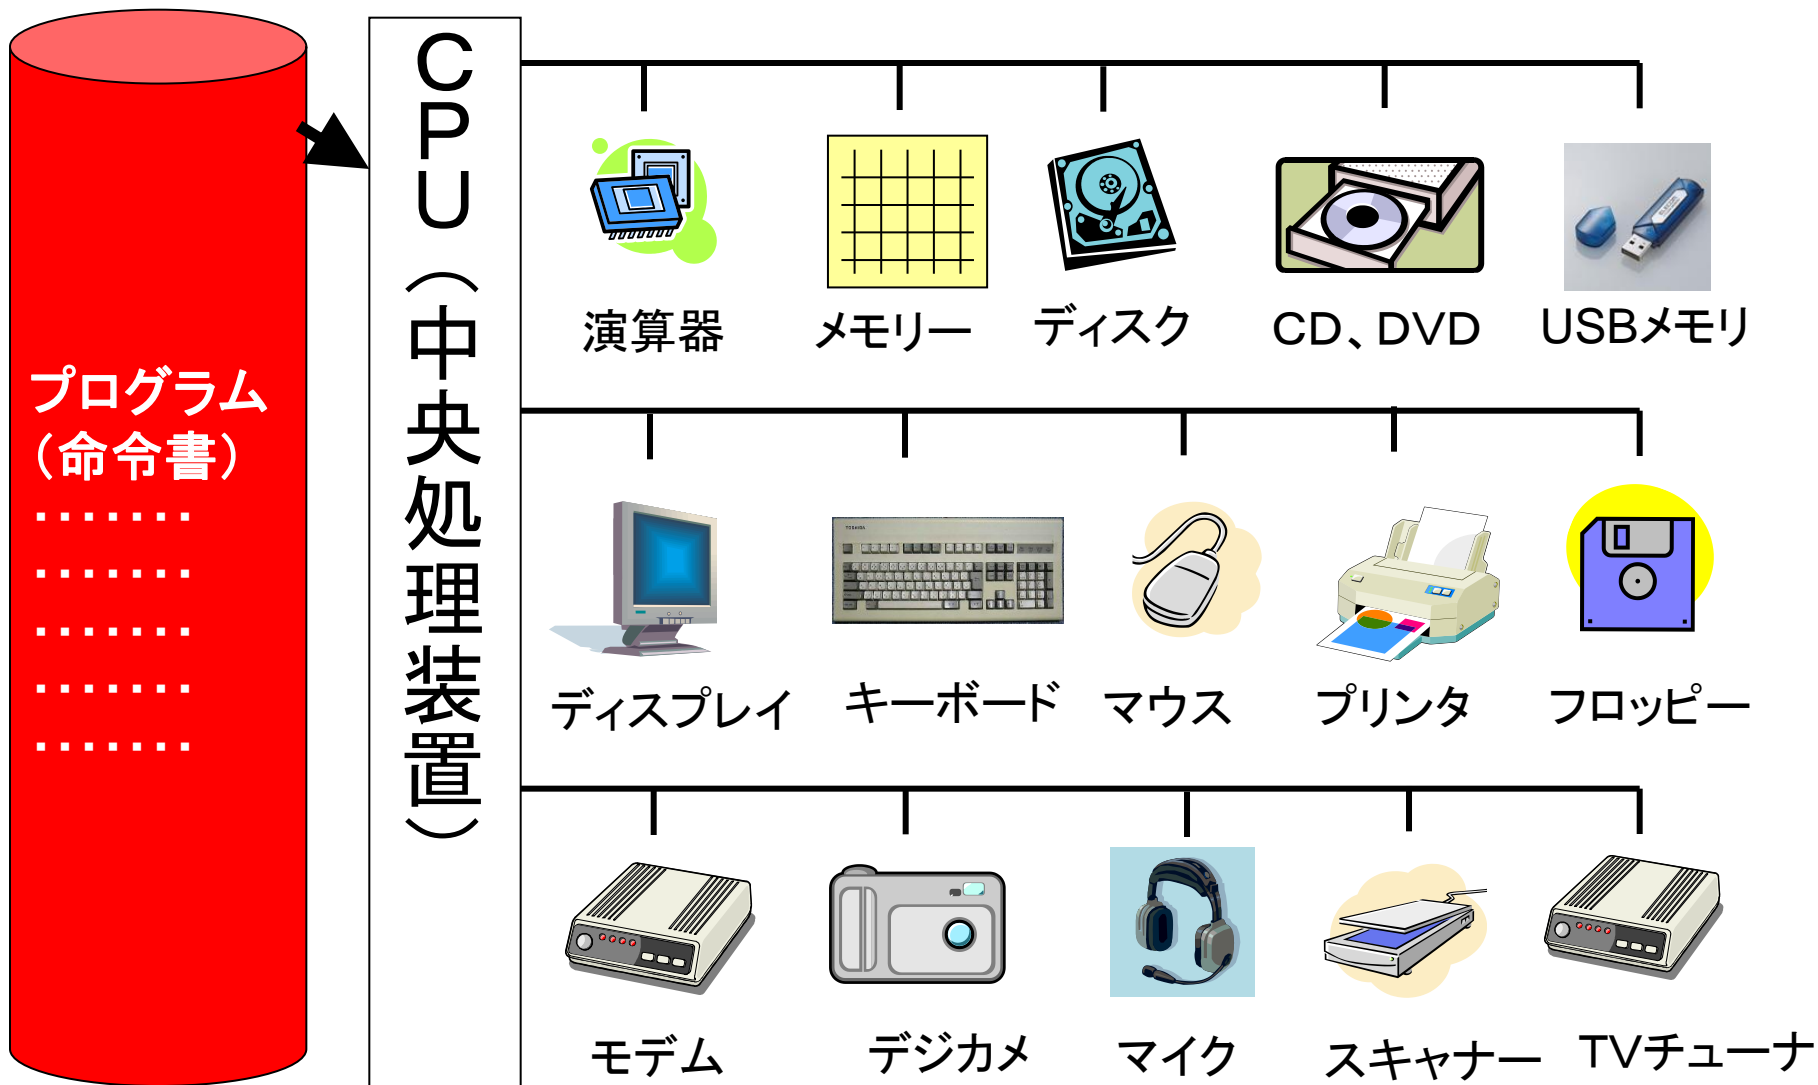 プログラム
（命令書）
・・・・・・・
・・・・・・・
・・・・・・・
・・・・・・・
・・・・・・・
CPU（中央処理装置）
演算器
メモリー
ディスク
CD、DVD
USBメモリ
ディスプレイ
キーボード
マウス
プリンタ
フロッピー
モデム
デジカメ
マイク
スキャナー
TVチューナ
TOSHIBA